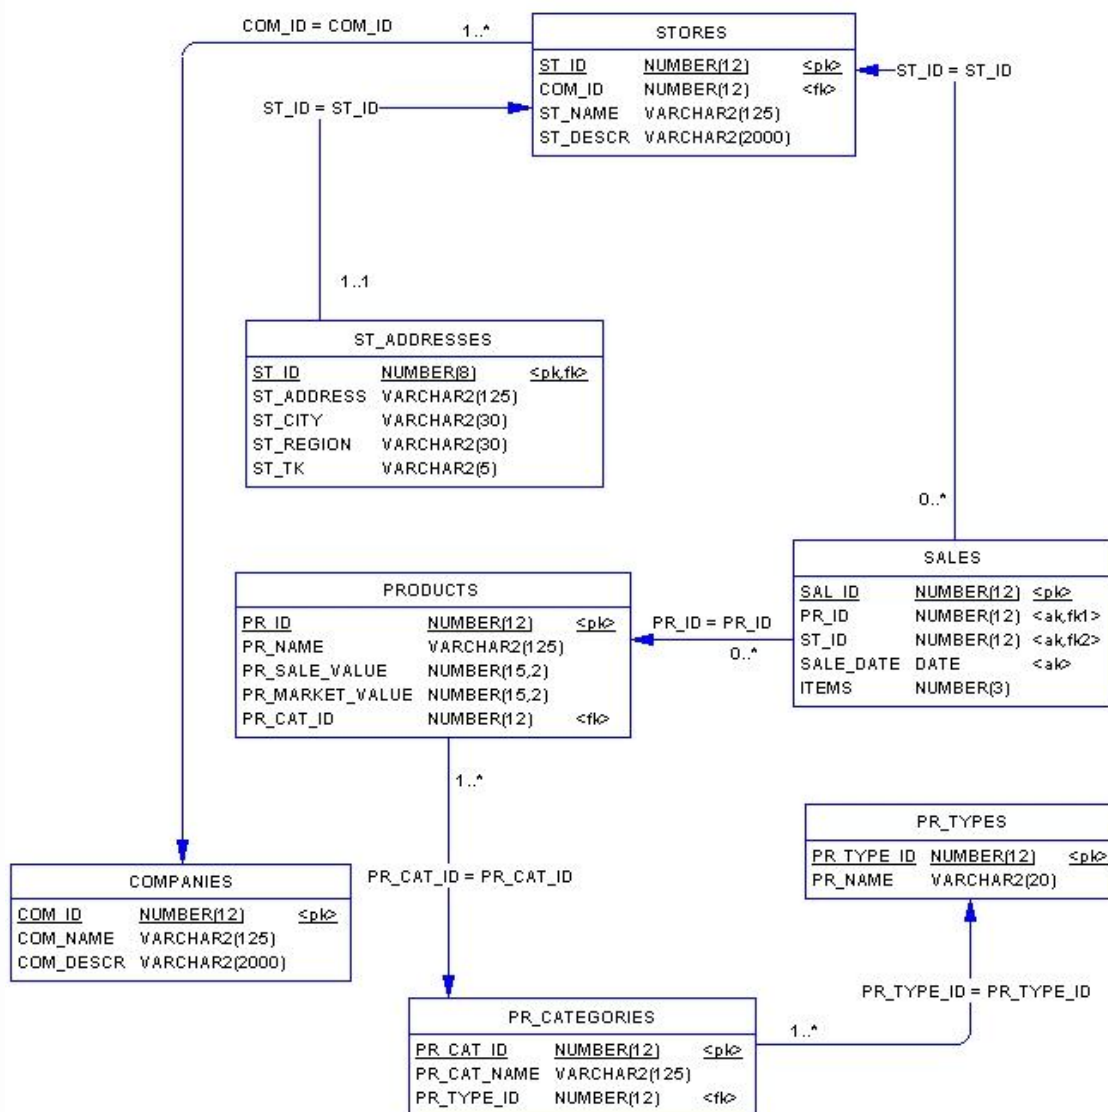 COM_ID = COM_ID
1..*
STORES
ST_ID NUMBER(12) <pk>
COM_ID NUMBER(12) <fk>
ST_NAME VARCHAR2(125)
ST_DESCR VARCHAR2(2000)
ST_ID = ST_ID
ST_ID = ST_ID
1..1
ST_ADDRESSES
ST_ID NUMBER(8) <pk,fk>
ST_ADDRESS VARCHAR2(125)
ST_CITY VARCHAR2(30)
ST_REGION VARCHAR2(30)
ST_TK VARCHAR2(5)
0..*
SALES
SAL_ID NUMBER(12) <pk>
PR_ID NUMBER(12) <ak,fk1>
ST_ID NUMBER(12) <ak,fk2>
SALE_DATE DATE <ak>
ITEMS NUMBER(3)
PR_ID = PR_ID
0..*
PRODUCTS
PR_ID NUMBER(12) <pk>
PR_NAME VARCHAR2(125)
PR_SALE_VALUE NUMBER(15,2)
PR_MARKET_VALUE NUMBER(15,2)
PR_CAT_ID NUMBER(12) <fk>
1..*
PR_CAT_ID = PR_CAT_ID
PR_TYPES
PR_TYPE_ID NUMBER(12) <pk>
PR_NAME VARCHAR2(20)
COMPANIES
COM_ID NUMBER(12) <pk>
COM_NAME VARCHAR2(125)
COM_DESCR VARCHAR2(2000)
PR_TYPE_ID = PR_TYPE_ID
1..*
PR_CATEGORIES
PR_CAT_ID NUMBER(12) <pk>
PR_CAT_NAME VARCHAR2(125)
PR_TYPE_ID NUMBER(12) <fk>